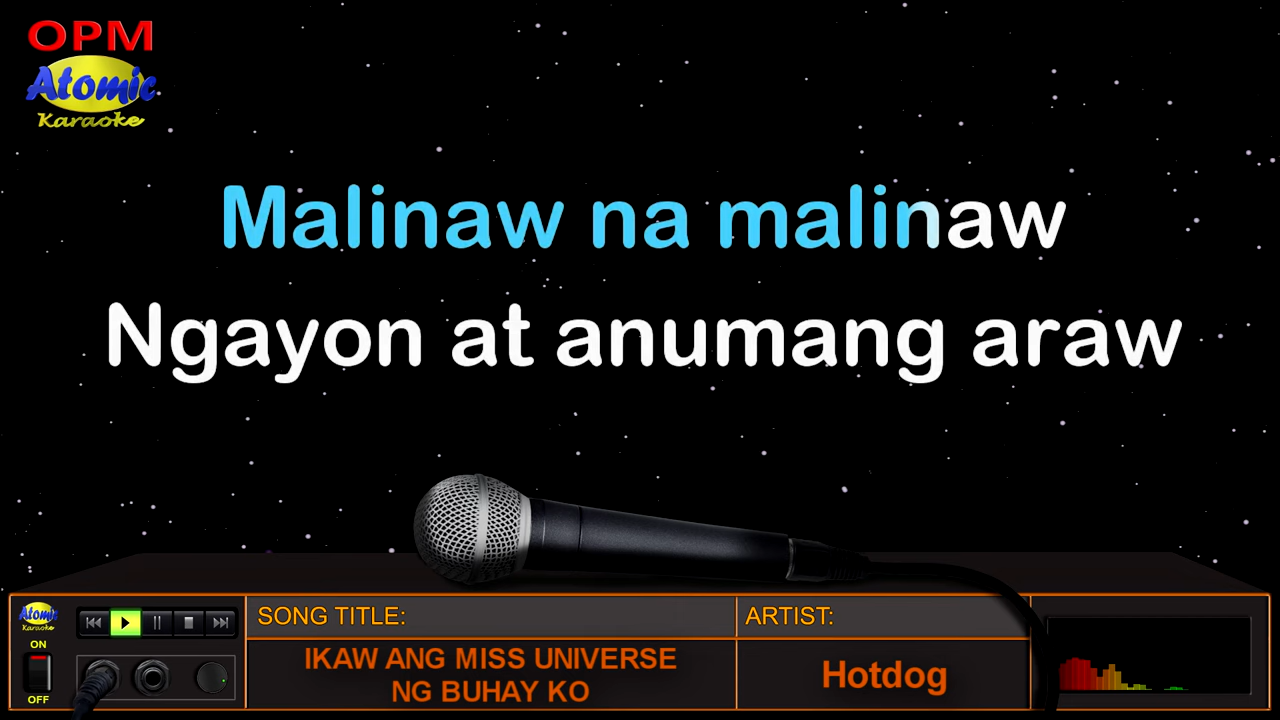 OPM
Atomic
Karaoke
Malinaw na malinaw
Ngayon at anumang araw
Atomic
Karaoke
ON
OFF
SONG TITLE:
IKAW ANG MISS UNIVERSE
NG BUHAY KO
ARTIST:
Hotdog